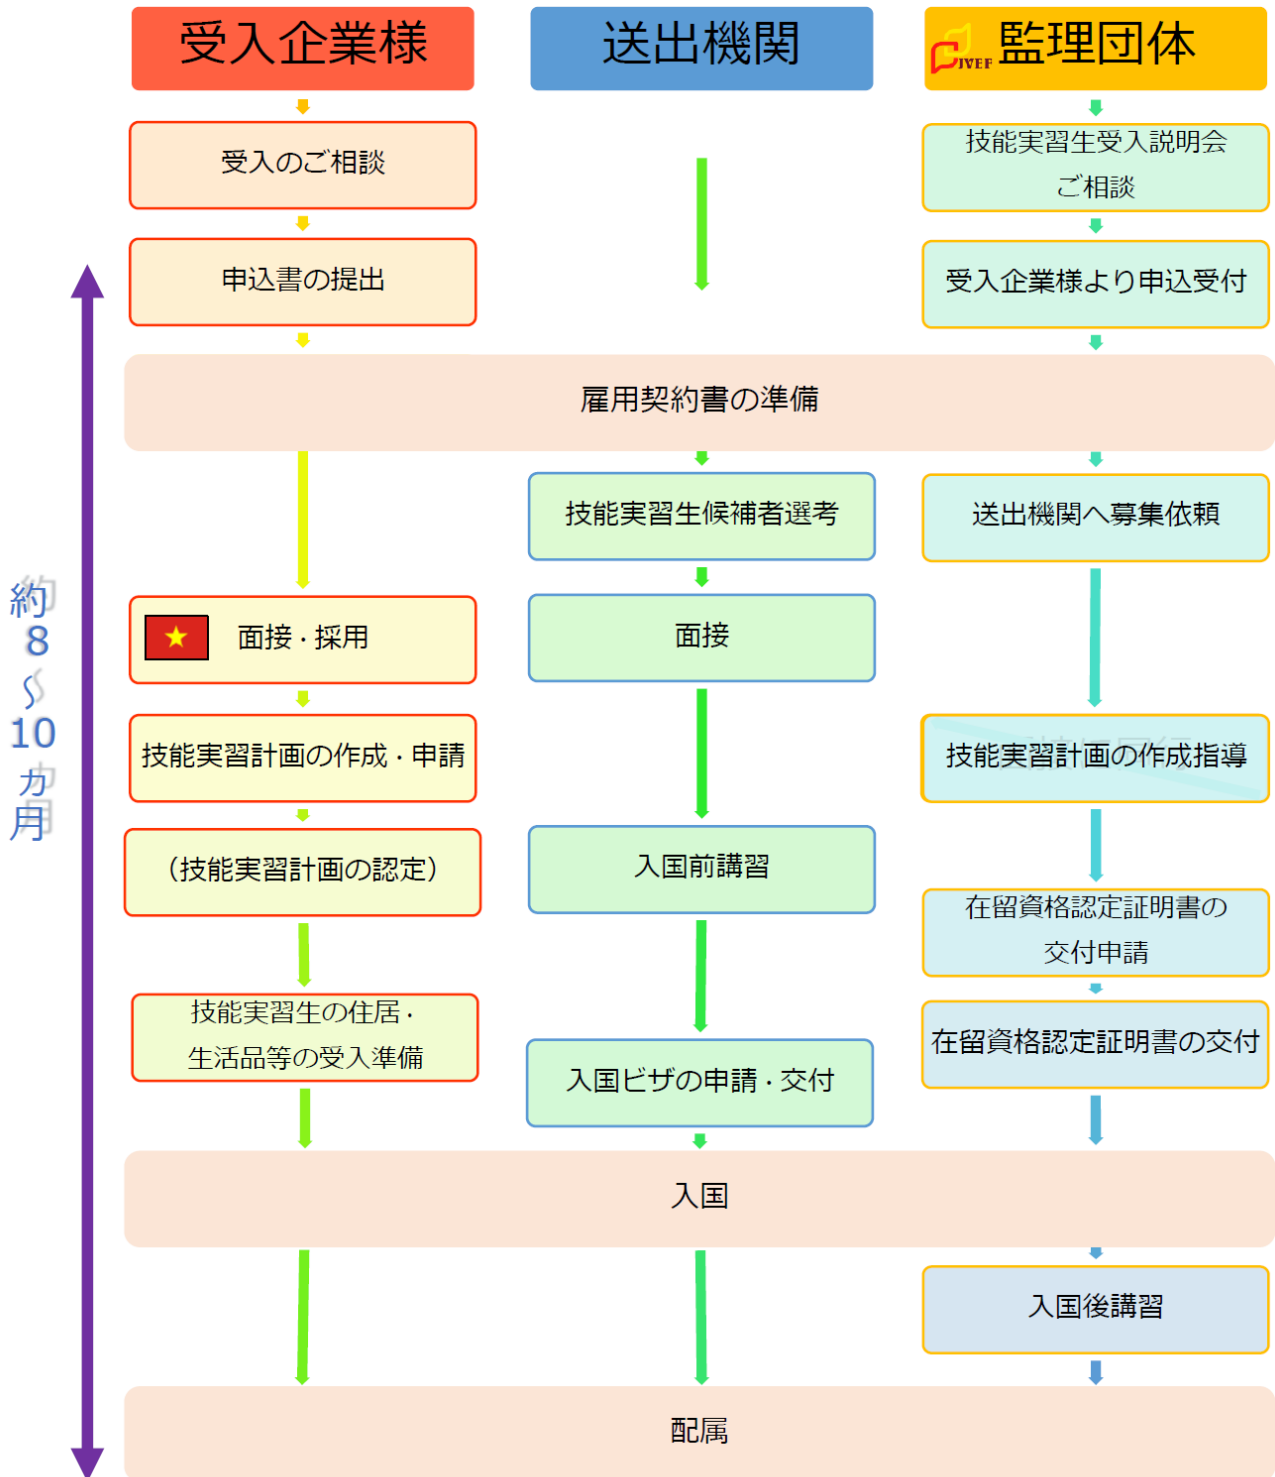 受入企業様
送出機関
JVEF
監理団体
受入のご相談
技能実習生受入説明会
ご相談
申込書の提出
受入企業様より申込受付
雇用契約書の準備
技能実習生候補者選考
送出機関へ募集依頼
約8～10ヵ月
面接・採用
面接
技能実習計画の作成・申請
技能実習計画の作成指導
(技能実習計画の認定)
入国前講習
在留資格認定証明書の
交付申請
技能実習生の住居・
生活品等の受入準備
入国ビザの申請・交付
在留資格認定証明書の交付
入国
入国後講習
配属